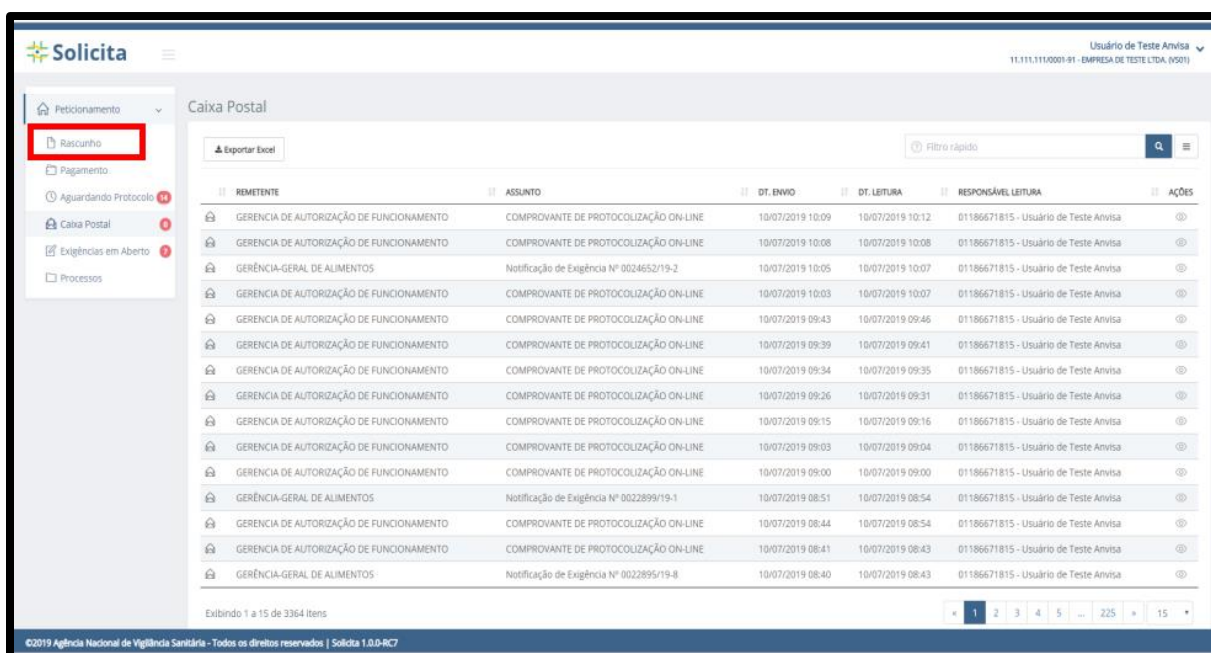 Solicita
Usuário de Teste Anvisa
11.111.111/0001-91 - EMPRESA DE TESTE LTDA. (VS01)
Peticionamento
Rascunho
Pagamento
Aguardando Protocolo 14
Caixa Postal
Exigências em Aberto 7
Processos
Caixa Postal
Exportar Excel
Filtro rápido
REMETENTE ASSUNTO DT. ENVIO DT. LEITURA RESPONSÁVEL LEITURA AÇÕES
GERENCIA DE AUTORIZAÇÃO DE FUNCIONAMENTO COMPROVANTE DE PROTOCOLIZAÇÃO ON-LINE 10/07/2019 10:09 10/07/2019 10:12 01186671815 - Usuário de Teste Anvisa
GERENCIA DE AUTORIZAÇÃO DE FUNCIONAMENTO COMPROVANTE DE PROTOCOLIZAÇÃO ON-LINE 10/07/2019 10:08 10/07/2019 10:08 01186671815 - Usuário de Teste Anvisa
GERÊNCIA-GERAL DE ALIMENTOS Notificação de Exigência Nº 0024652/19-2 10/07/2019 10:05 10/07/2019 10:07 01186671815 - Usuário de Teste Anvisa
GERENCIA DE AUTORIZAÇÃO DE FUNCIONAMENTO COMPROVANTE DE PROTOCOLIZAÇÃO ON-LINE 10/07/2019 10:03 10/07/2019 10:07 01186671815 - Usuário de Teste Anvisa
GERENCIA DE AUTORIZAÇÃO DE FUNCIONAMENTO COMPROVANTE DE PROTOCOLIZAÇÃO ON-LINE 10/07/2019 09:43 10/07/2019 09:46 01186671815 - Usuário de Teste Anvisa
GERENCIA DE AUTORIZAÇÃO DE FUNCIONAMENTO COMPROVANTE DE PROTOCOLIZAÇÃO ON-LINE 10/07/2019 09:39 10/07/2019 09:41 01186671815 - Usuário de Teste Anvisa
GERENCIA DE AUTORIZAÇÃO DE FUNCIONAMENTO COMPROVANTE DE PROTOCOLIZAÇÃO ON-LINE 10/07/2019 09:34 10/07/2019 09:35 01186671815 - Usuário de Teste Anvisa
GERENCIA DE AUTORIZAÇÃO DE FUNCIONAMENTO COMPROVANTE DE PROTOCOLIZAÇÃO ON-LINE 10/07/2019 09:26 10/07/2019 09:31 01186671815 - Usuário de Teste Anvisa
GERENCIA DE AUTORIZAÇÃO DE FUNCIONAMENTO COMPROVANTE DE PROTOCOLIZAÇÃO ON-LINE 10/07/2019 09:15 10/07/2019 09:16 01186671815 - Usuário de Teste Anvisa
GERENCIA DE AUTORIZAÇÃO DE FUNCIONAMENTO COMPROVANTE DE PROTOCOLIZAÇÃO ON-LINE 10/07/2019 09:03 10/07/2019 09:04 01186671815 - Usuário de Teste Anvisa
GERENCIA DE AUTORIZAÇÃO DE FUNCIONAMENTO COMPROVANTE DE PROTOCOLIZAÇÃO ON-LINE 10/07/2019 09:00 10/07/2019 09:00 01186671815 - Usuário de Teste Anvisa
GERÊNCIA-GERAL DE ALIMENTOS Notificação de Exigência Nº 0022899/19-1 10/07/2019 08:51 10/07/2019 08:54 01186671815 - Usuário de Teste Anvisa
GERENCIA DE AUTORIZAÇÃO DE FUNCIONAMENTO COMPROVANTE DE PROTOCOLIZAÇÃO ON-LINE 10/07/2019 08:44 10/07/2019 08:54 01186671815 - Usuário de Teste Anvisa
GERENCIA DE AUTORIZAÇÃO DE FUNCIONAMENTO COMPROVANTE DE PROTOCOLIZAÇÃO ON-LINE 10/07/2019 08:41 10/07/2019 08:43 01186671815 - Usuário de Teste Anvisa
GERÊNCIA-GERAL DE ALIMENTOS Notificação de Exigência Nº 0022895/19-8 10/07/2019 08:40 10/07/2019 08:43 01186671815 - Usuário de Teste Anvisa
Exibindo 1 a 15 de 3364 itens
« 1 2 3 4 5 ... 225 » 15
©2019 Agência Nacional de Vigilância Sanitária - Todos os direitos reservados | Solicita 1.0.0-RC7